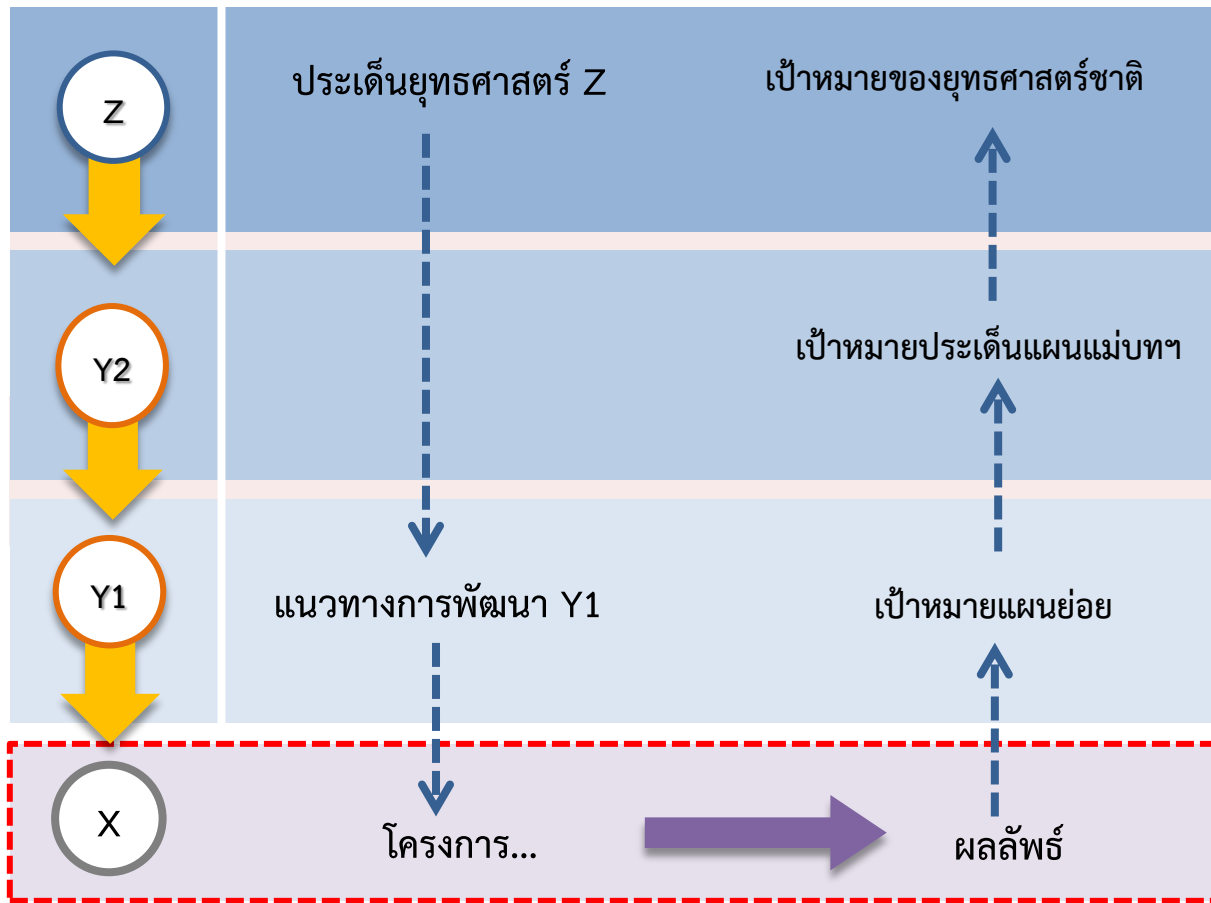 Z
ประเด็นยุทธศาสตร์ Z
เป้าหมายของยุทธศาสตร์ชาติ
Y2
เป้าหมายประเด็นแผนแม่บทฯ
Y1
แนวทางการพัฒนา Y1
เป้าหมายแผนย่อย
X
โครงการ...
ผลลัพธ์